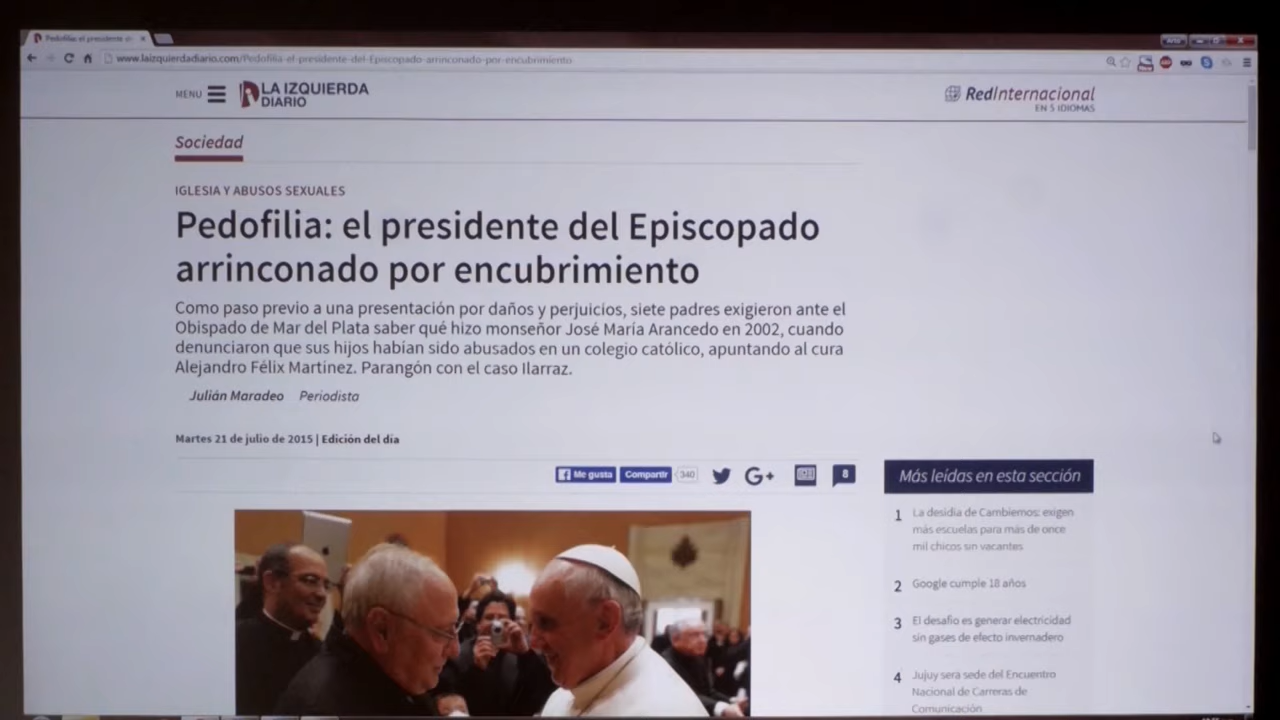 Pedofilia: el presidente d
www.laizquierdadiario.com/Pedofilia-el-presidente-del-Episcopado-arrinconado-por-encubrimiento
MENU
LA IZQUIERDA
DIARIO
RedInternacional
EN 5 IDIOMAS
Sociedad
IGLESIA Y ABUSOS SEXUALES
Pedofilia: el presidente del Episcopado
arrinconado por encubrimiento
Como paso previo a una presentación por daños y perjuicios, siete padres exigieron ante el
Obispado de Mar del Plata saber qué hizo monseñor José María Arancedo en 2002, cuando
denunciaron que sus hijos habían sido abusados en un colegio católico, apuntando al cura
Alejandro Félix Martínez. Parangón con el caso Ilarraz.
Julián Maradeo Periodista
Martes 21 de julio de 2015 | Edición del día
Me gusta Compartir 340 G+ 8
Más leídas en esta sección
1 La desidia de Cambiemos: exigen
más escuelas para más de once
mil chicos sin vacantes
2 Google cumple 18 años
3 El desafío es generar electricidad
sin gases de efecto invernadero
4 Jujuy será sede del Encuentro
Nacional de Carreras de
Comunicación